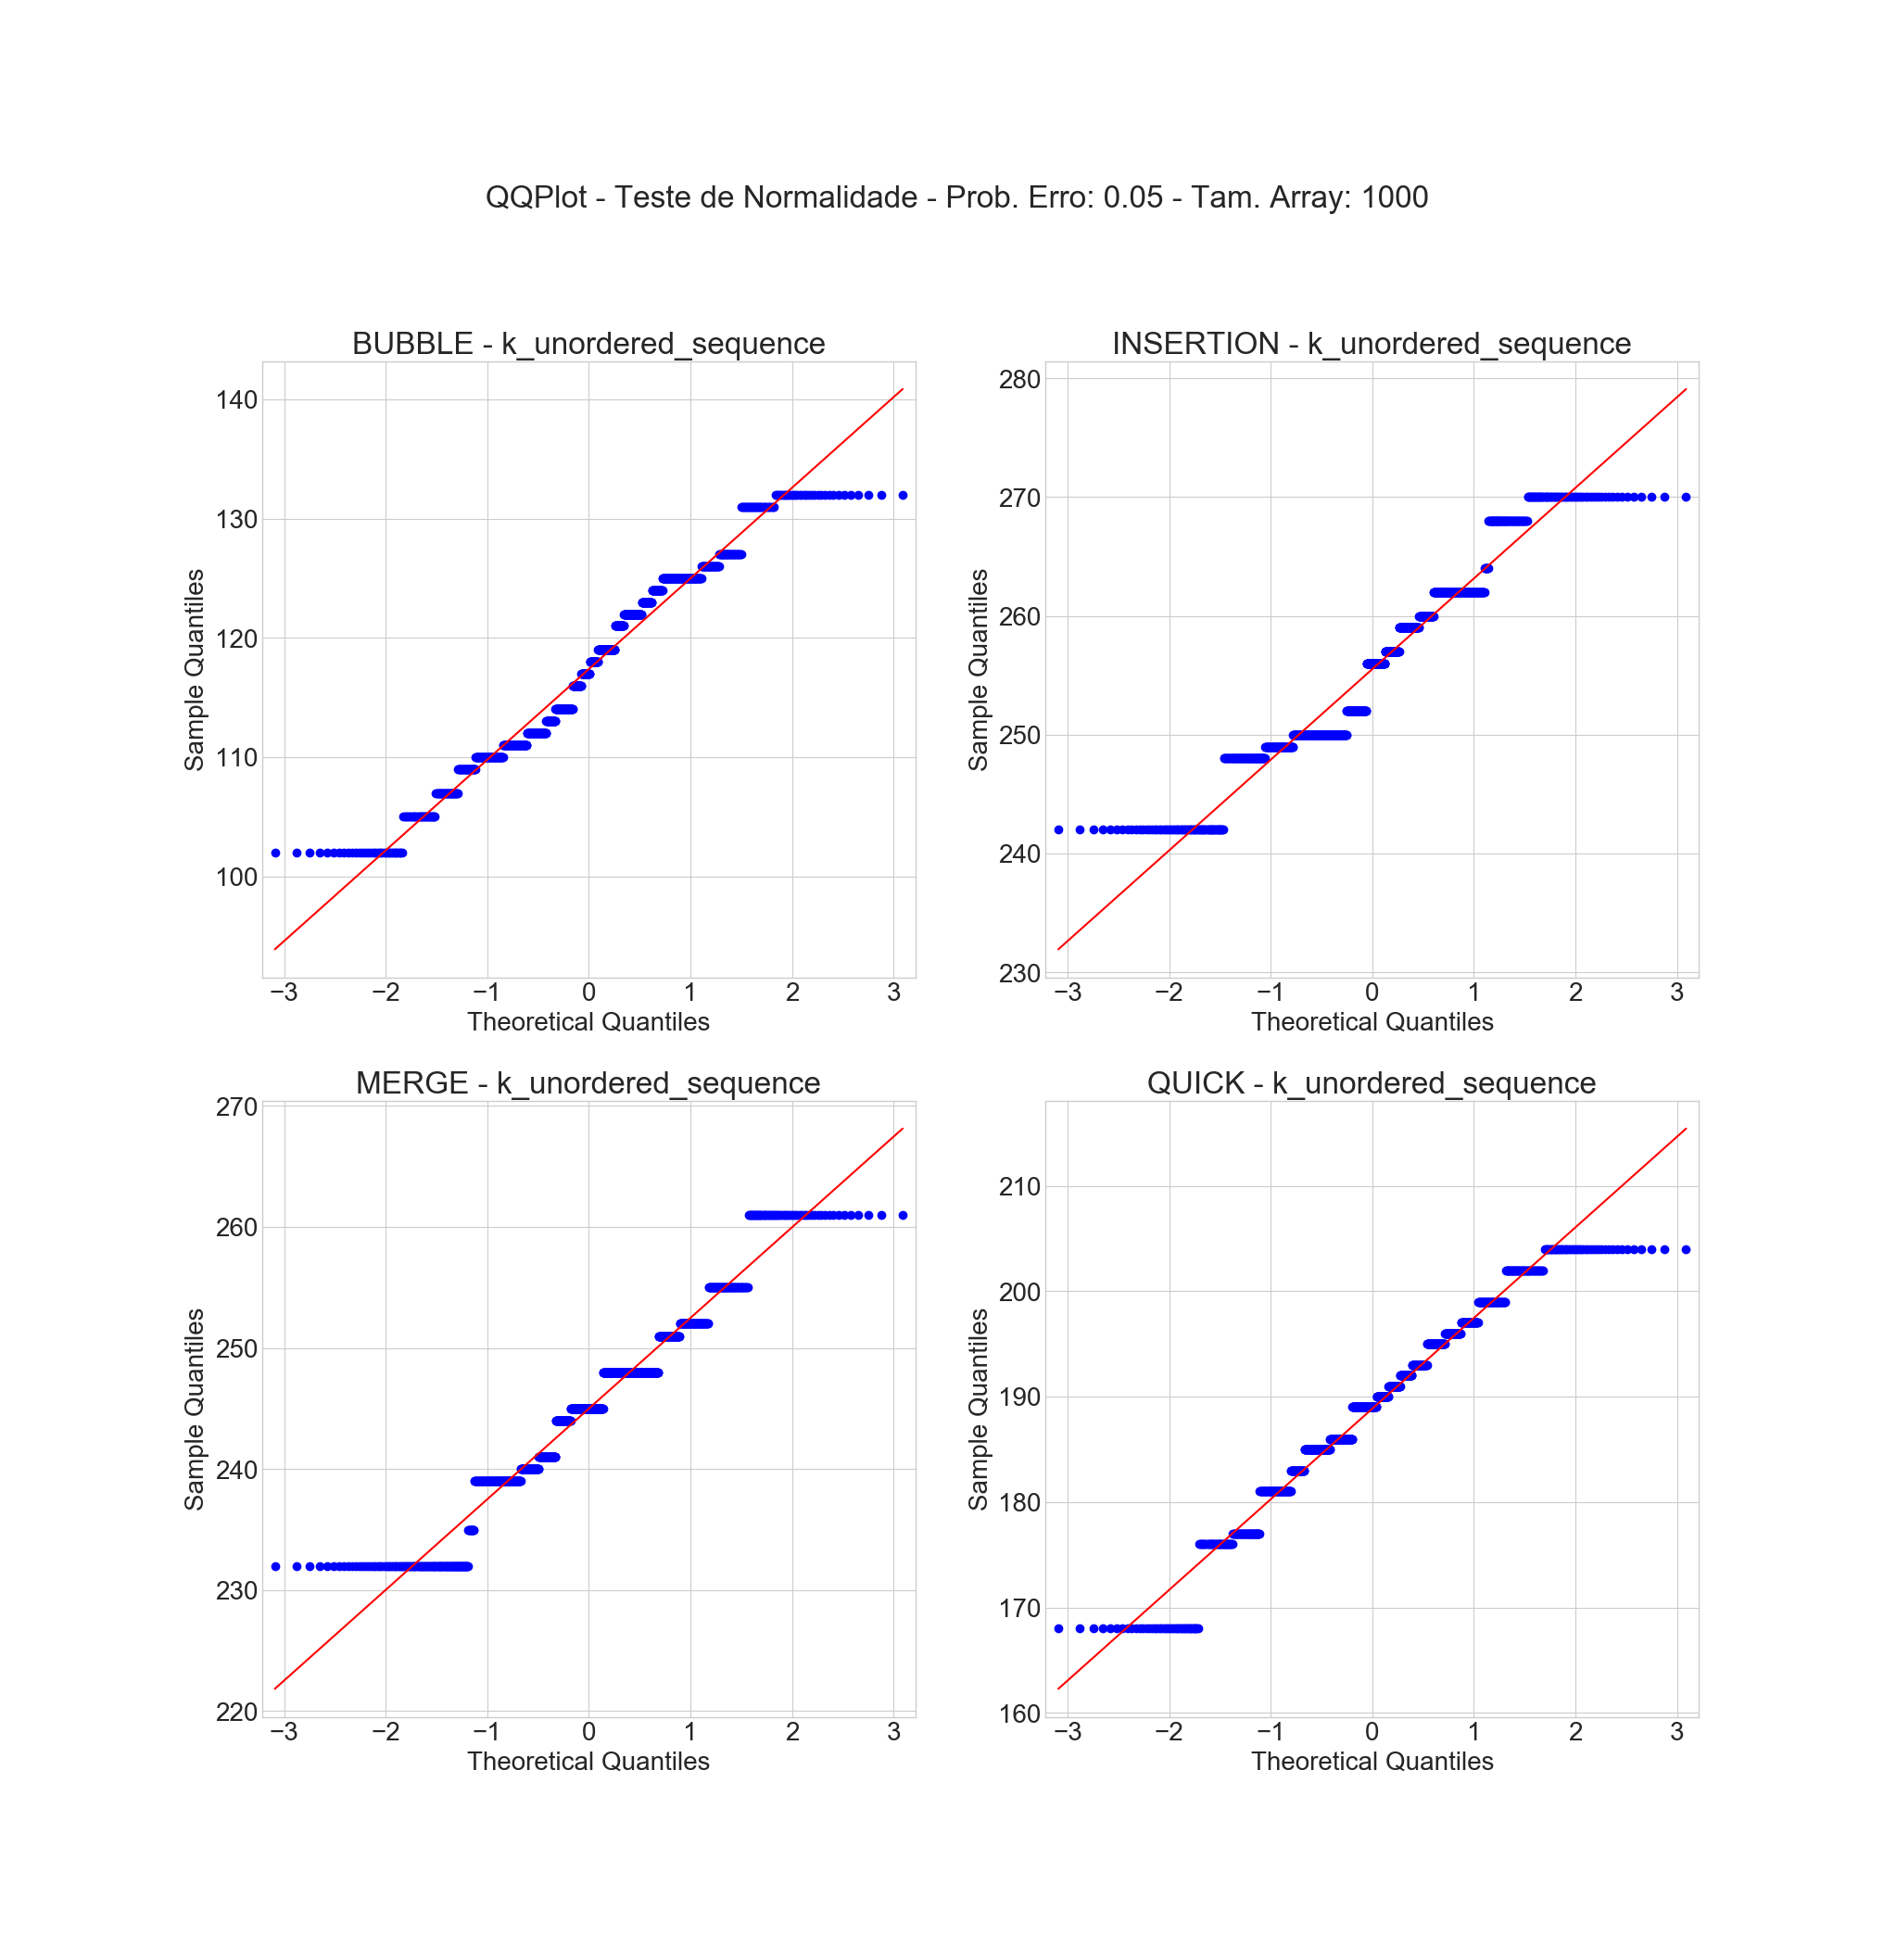 QQPlot - Teste de Normalidade - Prob. Erro: 0.05 - Tam. Array: 1000
BUBBLE - k_unordered_sequence
140
130
120
110
100
Sample Quantiles
−3 −2 −1 0 1 2 3
Theoretical Quantiles
INSERTION - k_unordered_sequence
280
270
260
250
240
230
Sample Quantiles
−3 −2 −1 0 1 2 3
Theoretical Quantiles
MERGE - k_unordered_sequence
270
260
250
240
230
220
Sample Quantiles
−3 −2 −1 0 1 2 3
Theoretical Quantiles
QUICK - k_unordered_sequence
210
200
190
180
170
160
Sample Quantiles
−3 −2 −1 0 1 2 3
Theoretical Quantiles